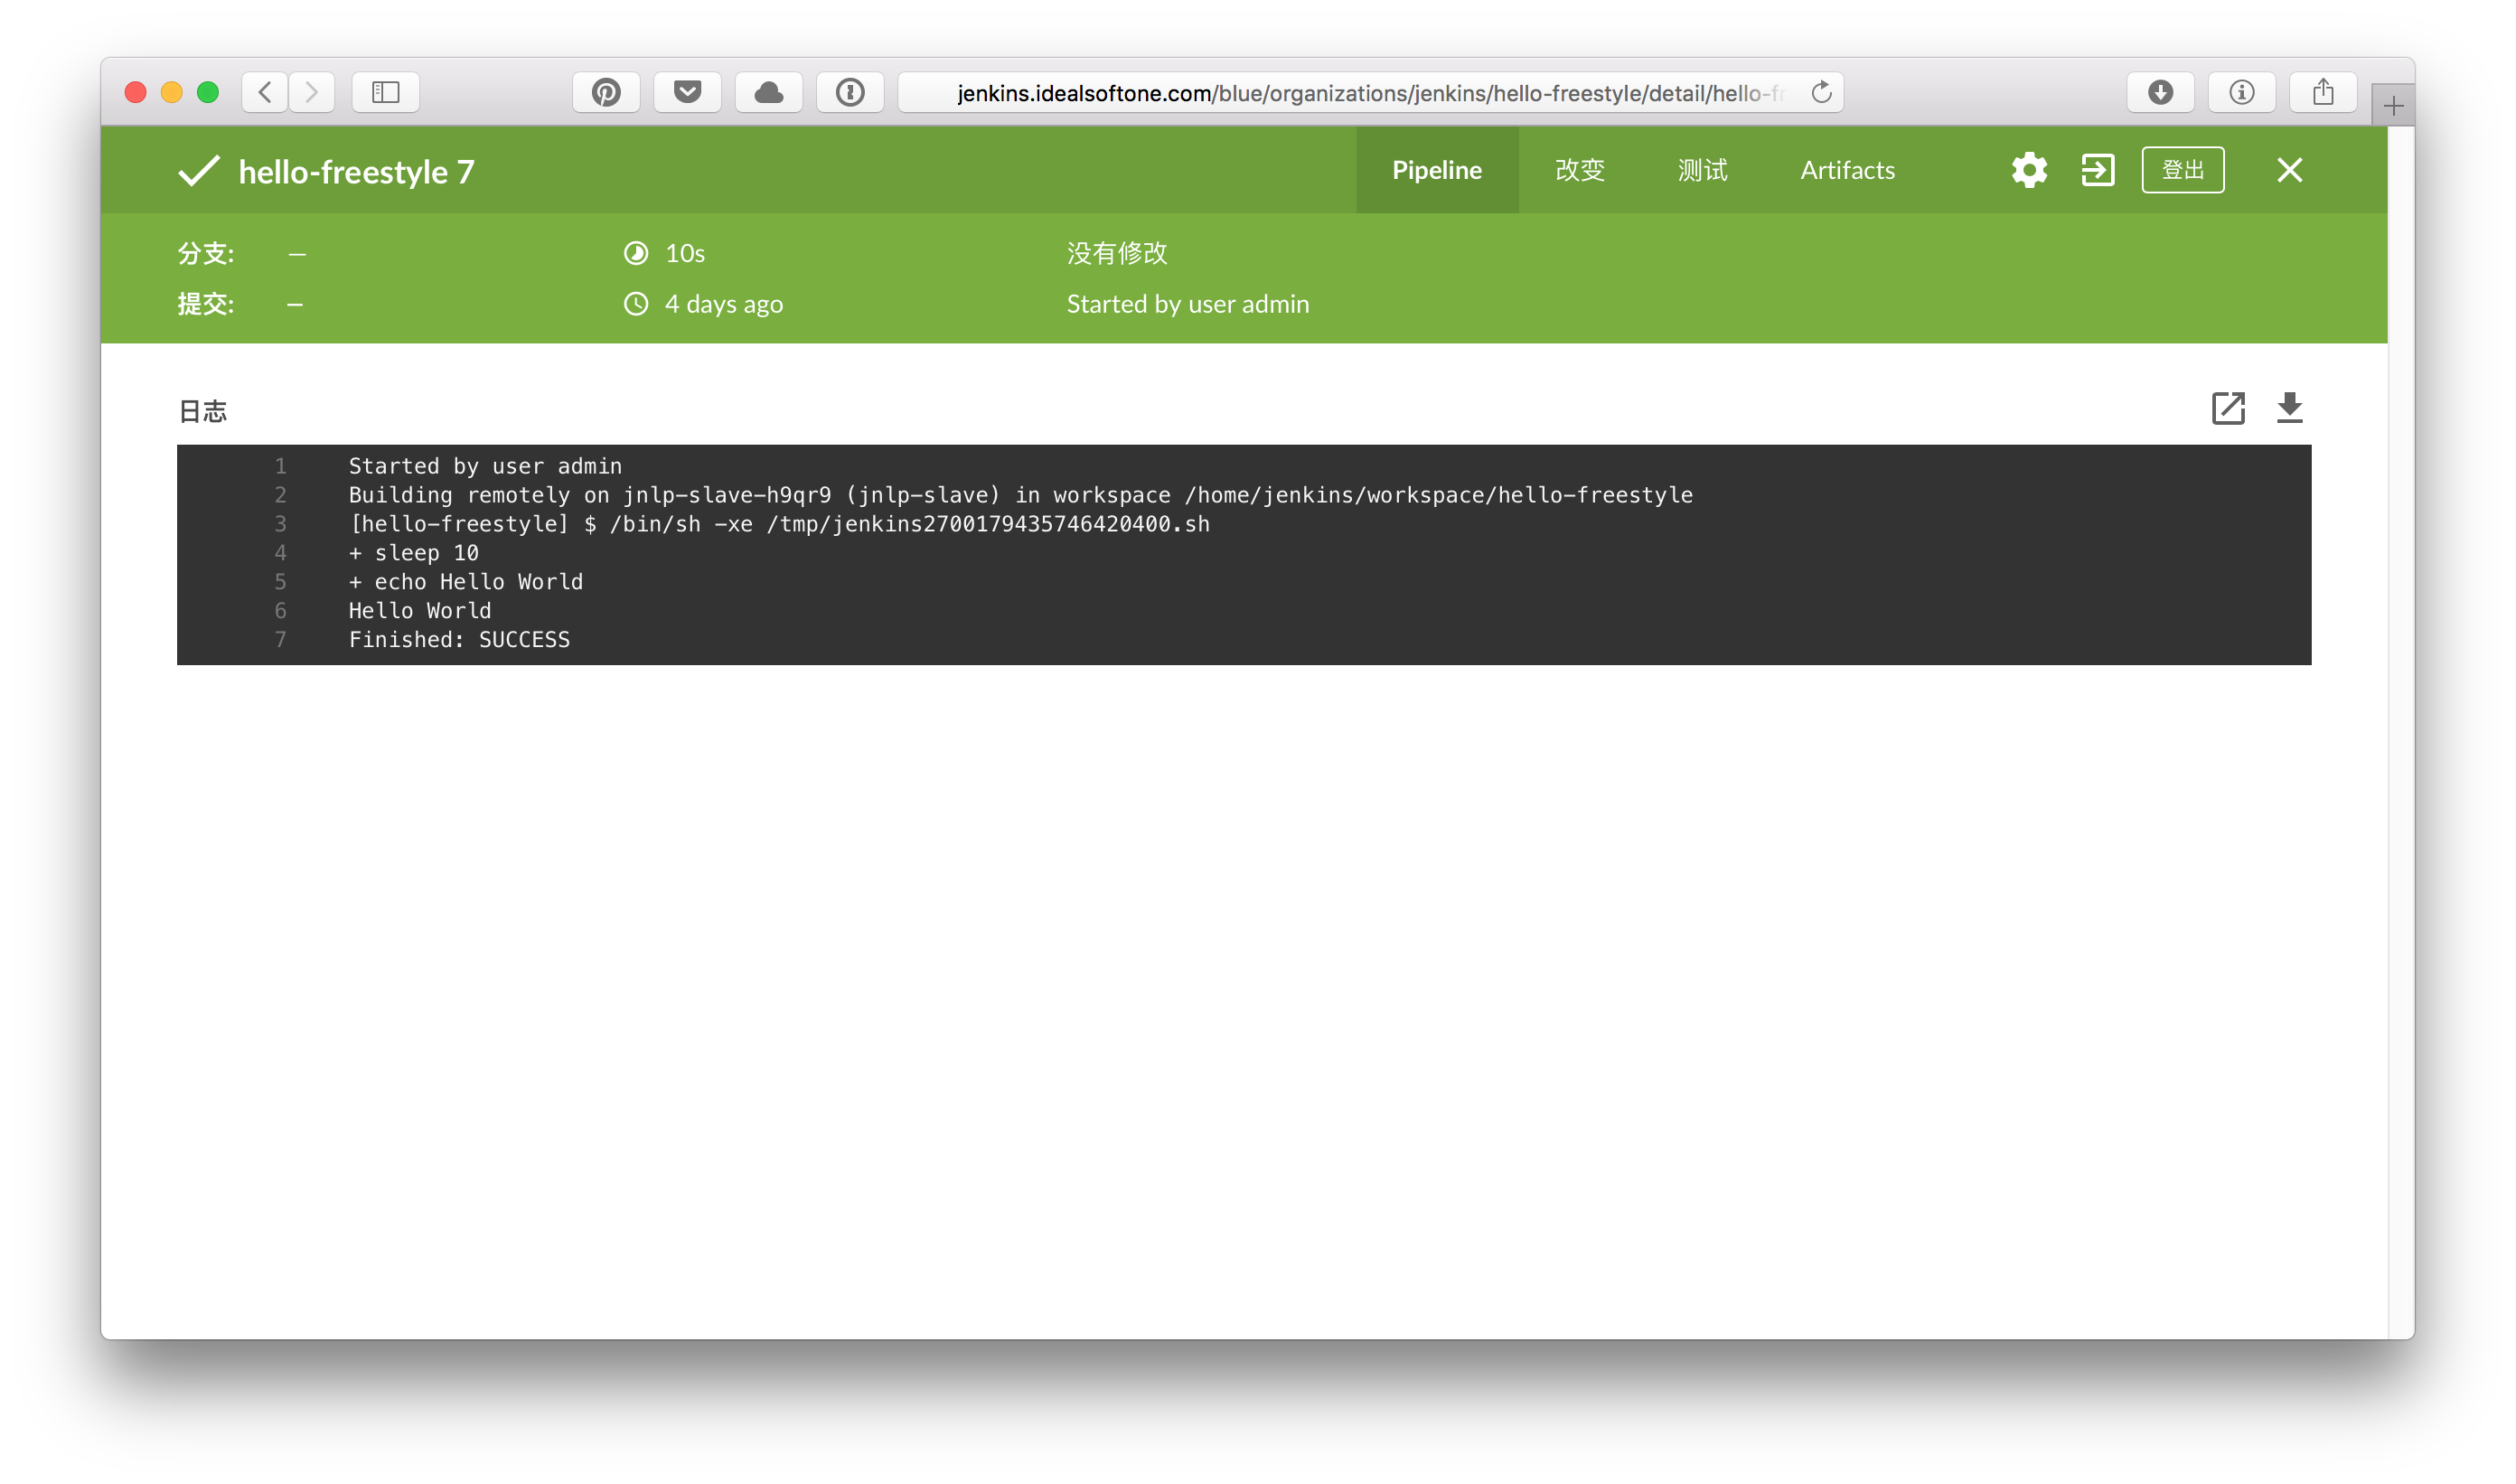 jenkins.idealsoftone.com/blue/organizations/jenkins/hello-freestyle/detail/hello-fr
hello-freestyle 7
Pipeline 改变 测试 Artifacts 登出
分支: — 10s 没有修改
提交: — 4 days ago Started by user admin
日志
1 Started by user admin
2 Building remotely on jnlp-slave-h9qr9 (jnlp-slave) in workspace /home/jenkins/workspace/hello-freestyle
3 [hello-freestyle] $ /bin/sh -xe /tmp/jenkins2700179435746420400.sh
4 + sleep 10
5 + echo Hello World
6 Hello World
7 Finished: SUCCESS